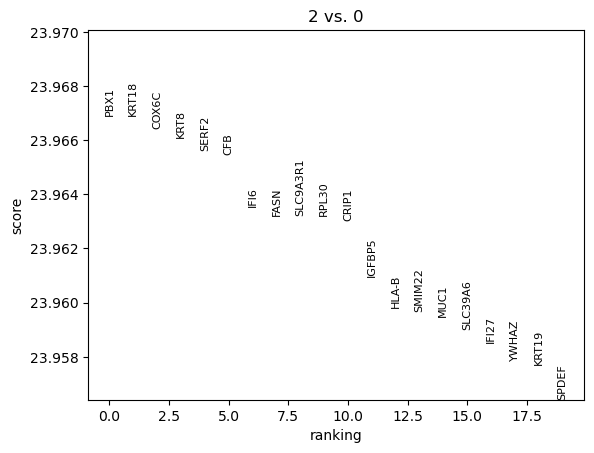 2 vs. 0
23.970
23.968
23.966
23.964
23.962
23.960
23.958
score
PBX1
KRT18
COX6C
KRT8
SERF2
CFB
IFI6
FASN
SLC9A3R1
RPL30
CRIP1
IGFBP5
HLA-B
SMIM22
MUC1
SLC39A6
IFI27
YWHAZ
KRT19
SPDEF
0.0 2.5 5.0 7.5 10.0 12.5 15.0 17.5
ranking